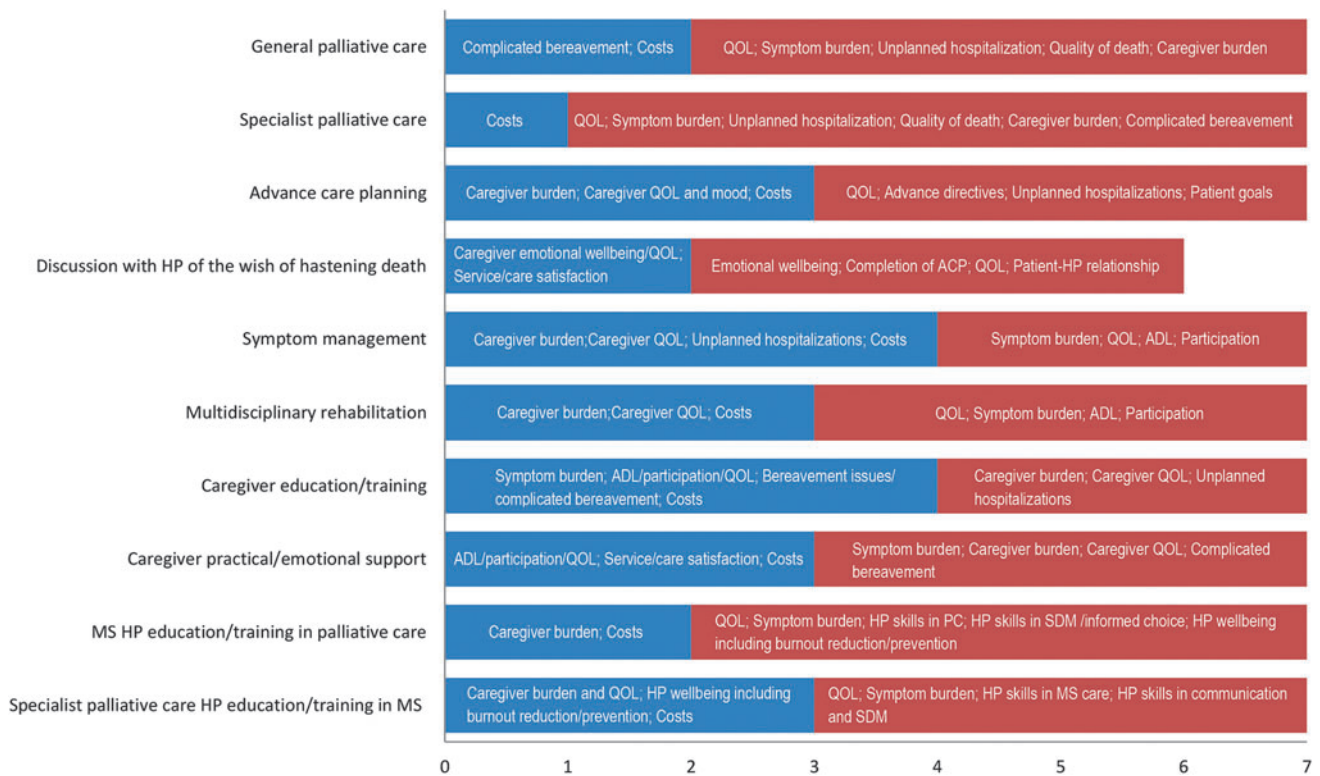 General palliative care
Complicated bereavement; Costs
QOL; Symptom burden; Unplanned hospitalization; Quality of death; Caregiver burden
Specialist palliative care
Costs
QOL; Symptom burden; Unplanned hospitalization; Quality of death; Caregiver burden; Complicated bereavement
Advance care planning
Caregiver burden; Caregiver QOL and mood; Costs
QOL; Advance directives; Unplanned hospitalizations; Patient goals
Discussion with HP of the wish of hastening death
Caregiver emotional wellbeing/QOL;
Service/care satisfaction
Emotional wellbeing; Completion of ACP; QOL; Patient-HP relationship
Symptom management
Caregiver burden;Caregiver QOL; Unplanned hospitalizations; Costs
Symptom burden; QOL; ADL; Participation
Multidisciplinary rehabilitation
Caregiver burden;Caregiver QOL; Costs
QOL; Symptom burden; ADL; Participation
Caregiver education/training
Symptom burden; ADL/participation/QOL; Bereavement issues/
complicated bereavement; Costs
Caregiver burden; Caregiver QOL; Unplanned
hospitalizations
Caregiver practical/emotional support
ADL/participation/QOL; Service/care satisfaction; Costs
Symptom burden; Caregiver burden; Caregiver QOL; Complicated
bereavement
MS HP education/training in palliative care
Caregiver burden; Costs
QOL; Symptom burden; HP skills in PC; HP skills in SDM /informed choice; HP wellbeing
including burnout reduction/prevention
Specialist palliative care HP education/training in MS
Caregiver burden and QOL; HP wellbeing including
burnout reduction/prevention; Costs
QOL; Symptom burden; HP skills in MS care; HP skills in communication
and SDM
0 1 2 3 4 5 6 7